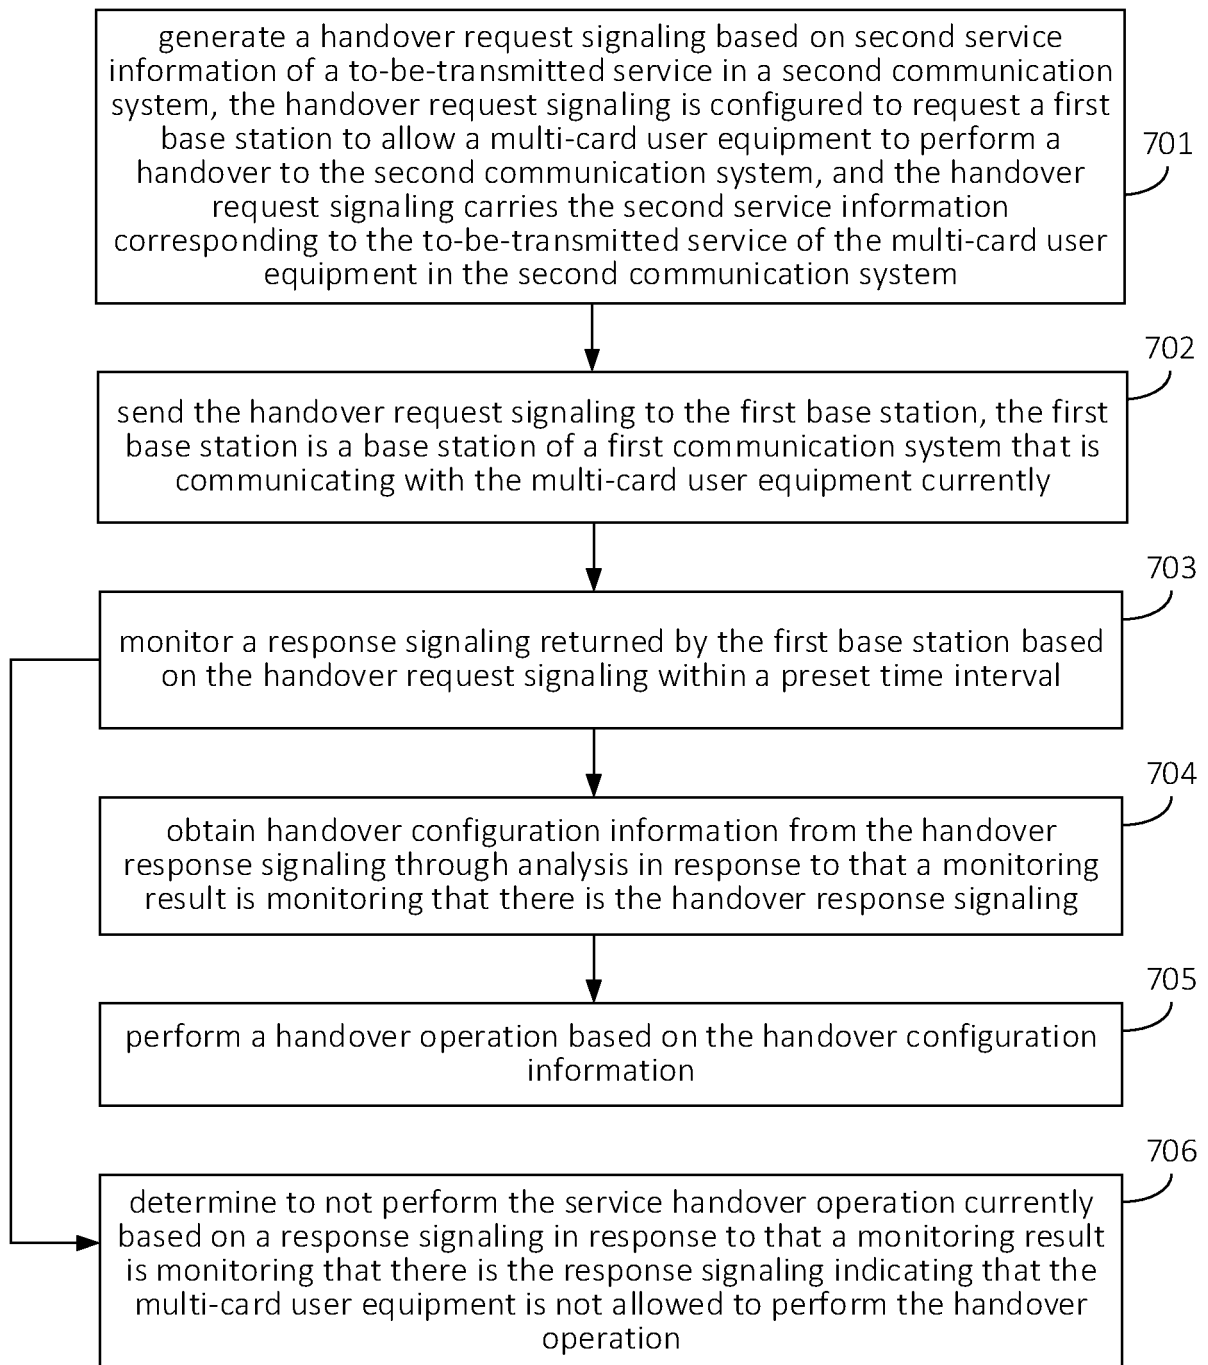 generate a handover request signaling based on second service
information of a to-be-transmitted service in a second communication
system, the handover request signaling is configured to request a first
base station to allow a multi-card user equipment to perform a
handover to the second communication system, and the handover
request signaling carries the second service information
corresponding to the to-be-transmitted service of the multi-card user
equipment in the second communication system
701
702
send the handover request signaling to the first base station, the first
base station is a base station of a first communication system that is
communicating with the multi-card user equipment currently
703
monitor a response signaling returned by the first base station based
on the handover request signaling within a preset time interval
704
obtain handover configuration information from the handover
response signaling through analysis in response to that a monitoring
result is monitoring that there is the handover response signaling
705
perform a handover operation based on the handover configuration
information
706
determine to not perform the service handover operation currently
based on a response signaling in response to that a monitoring result
is monitoring that there is the response signaling indicating that the
multi-card user equipment is not allowed to perform the handover
operation